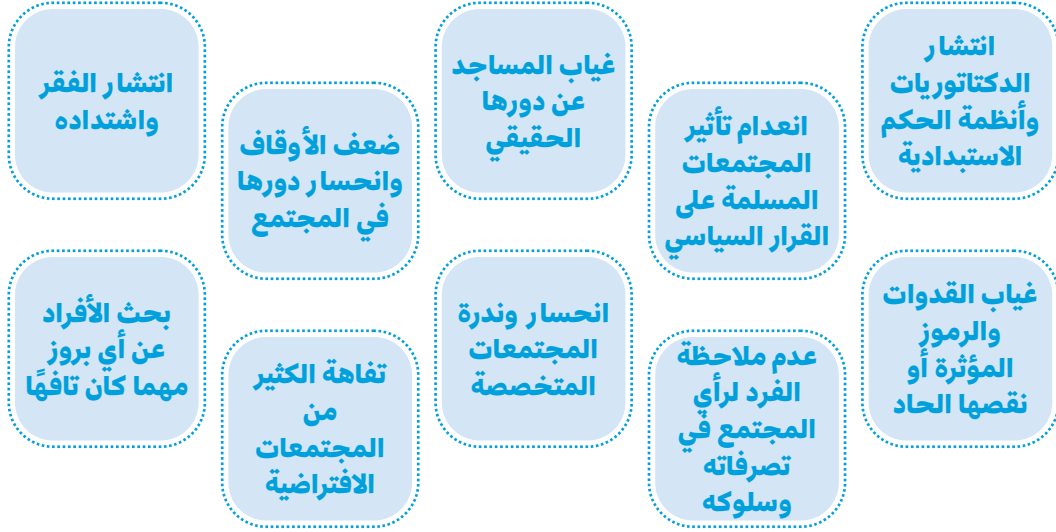 انتشار
الدكتاتوريات
وأنظمة الحكم
الاستبدادية
انعدام تأثير
المجتمعات
المسلمة على
القرار السياسي
غياب المساجد
عن دورها
الحقيقي
ضعف الأوقاف
وانحسار دورها
في المجتمع
انتشار الفقر
واشتداده
غياب القدوات
والرموز
المؤثرة أو
نقصها الحاد
عدم ملاحظة
الفرد لرأي
المجتمع في
تصرفاته
وسلوكه
انحسار وندرة
المجتمعات
المتخصصة
تفاهة الكثير
من
المجتمعات
الافتراضية
بحث الأفراد
عن أي بروز
مهما كان تافهًا